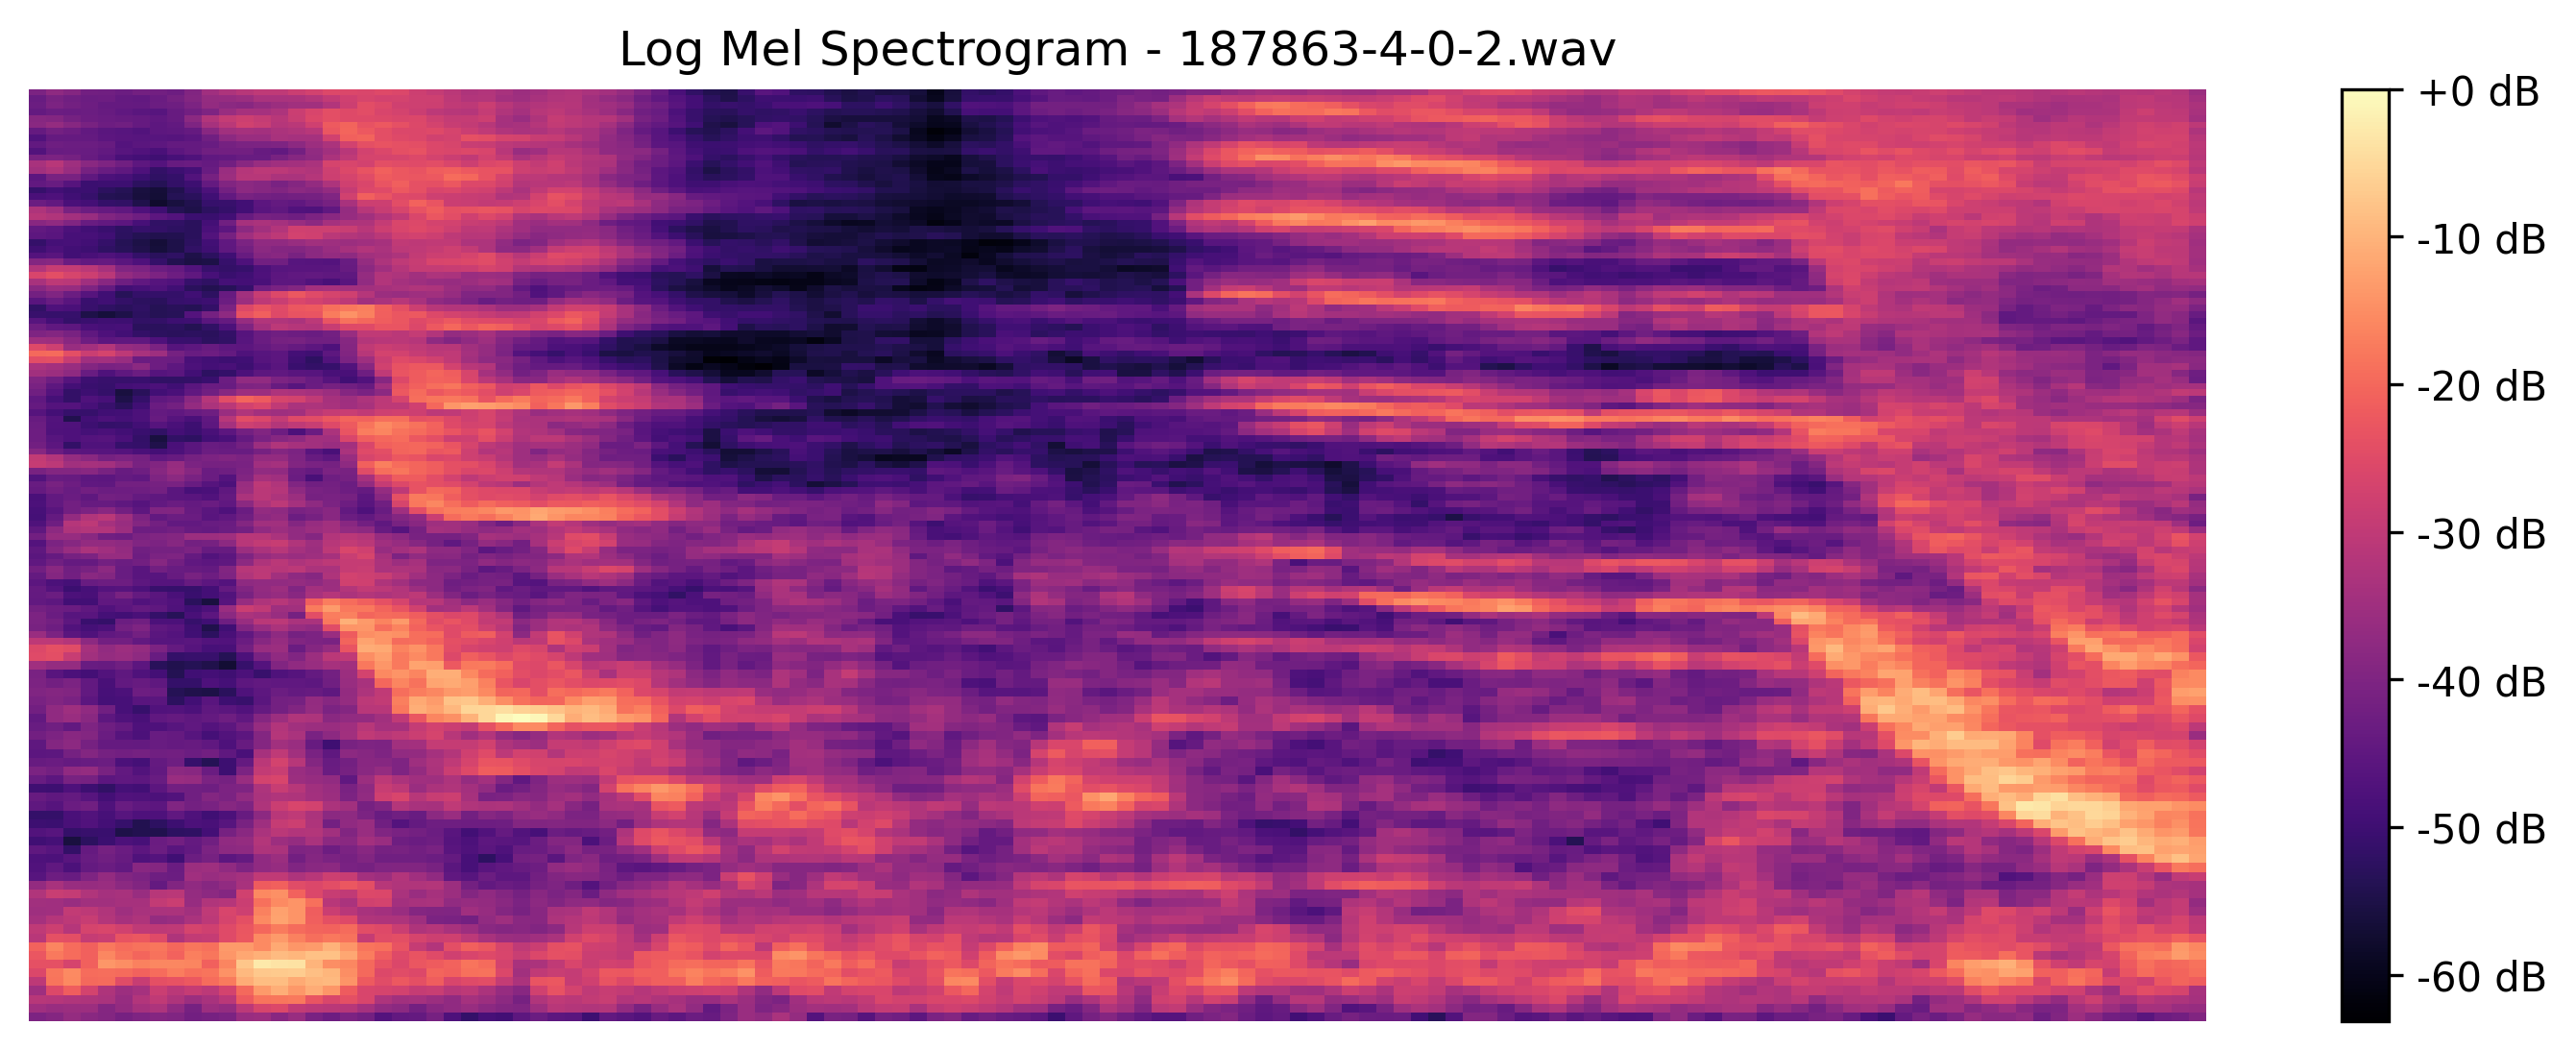 Log Mel Spectrogram - 187863-4-0-2.wav
+0 dB
-10 dB
-20 dB
-30 dB
-40 dB
-50 dB
-60 dB